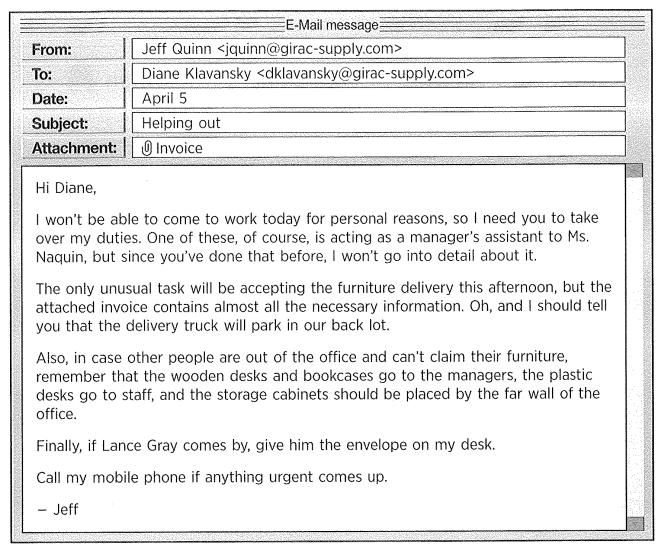 E-Mail message
From: Jeff Quinn <jquinn@girac-supply.com>
To: Diane Klavansky <dklavansky@girac-supply.com>
Date: April 5
Subject: Helping out
Attachment: Invoice
Hi Diane,
I won't be able to come to work today for personal reasons, so I need you to take
over my duties. One of these, of course, is acting as a manager's assistant to Ms.
Naquin, but since you've done that before, I won't go into detail about it.
The only unusual task will be accepting the furniture delivery this afternoon, but the
attached invoice contains almost all the necessary information. Oh, and I should tell
you that the delivery truck will park in our back lot.
Also, in case other people are out of the office and can't claim their furniture,
remember that the wooden desks and bookcases go to the managers, the plastic
desks go to staff, and the storage cabinets should be placed by the far wall of the
office.
Finally, if Lance Gray comes by, give him the envelope on my desk.
Call my mobile phone if anything urgent comes up.
– Jeff